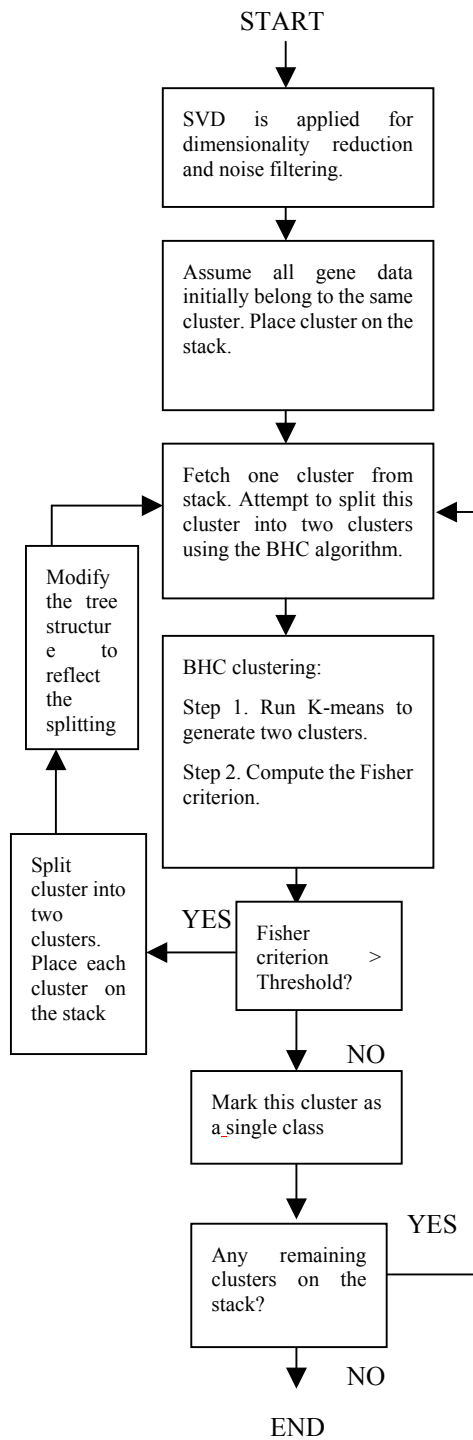 START
SVD is applied for
dimensionality reduction
and noise filtering.
Assume all gene data
initially belong to the same
cluster. Place cluster on the
stack.
Fetch one cluster from
stack. Attempt to split this
cluster into two clusters
using the BHC algorithm.
Modify
the tree
structur
e to
reflect
the
splitting
BHC clustering:
Step 1. Run K-means to
generate two clusters.
Step 2. Compute the Fisher
criterion.
Split
cluster into
two
clusters.
Place each
cluster on
the stack
YES
Fisher
criterion >
Threshold?
NO
Mark this cluster as
a single class
YES
Any remaining
clusters on the
stack?
NO
END